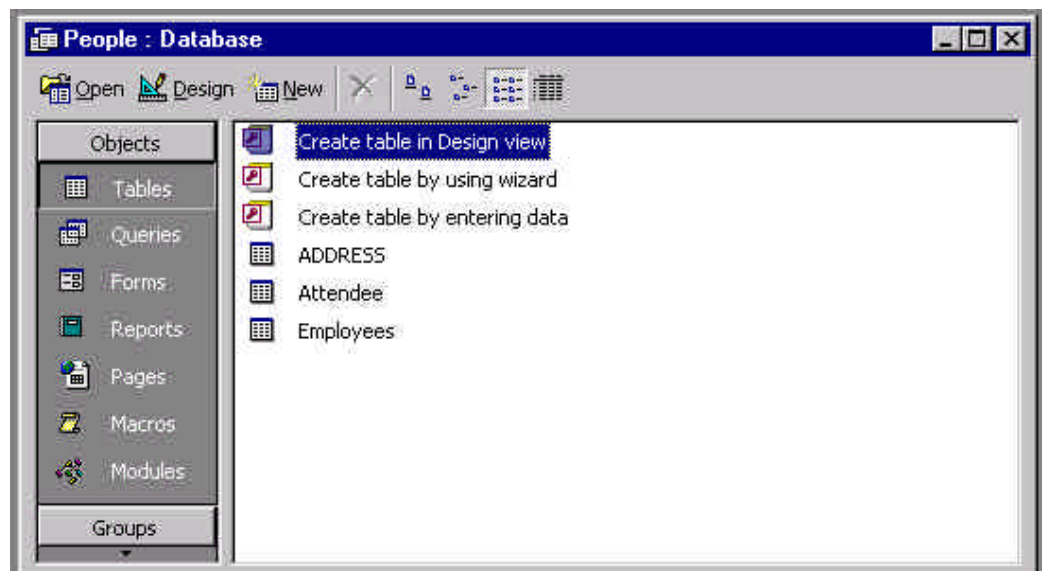 People : Database
Open Design New
Objects
Tables
Queries
Forms
Reports
Pages
Macros
Modules
Groups
Create table in Design view
Create table by using wizard
Create table by entering data
ADDRESS
Attendee
Employees